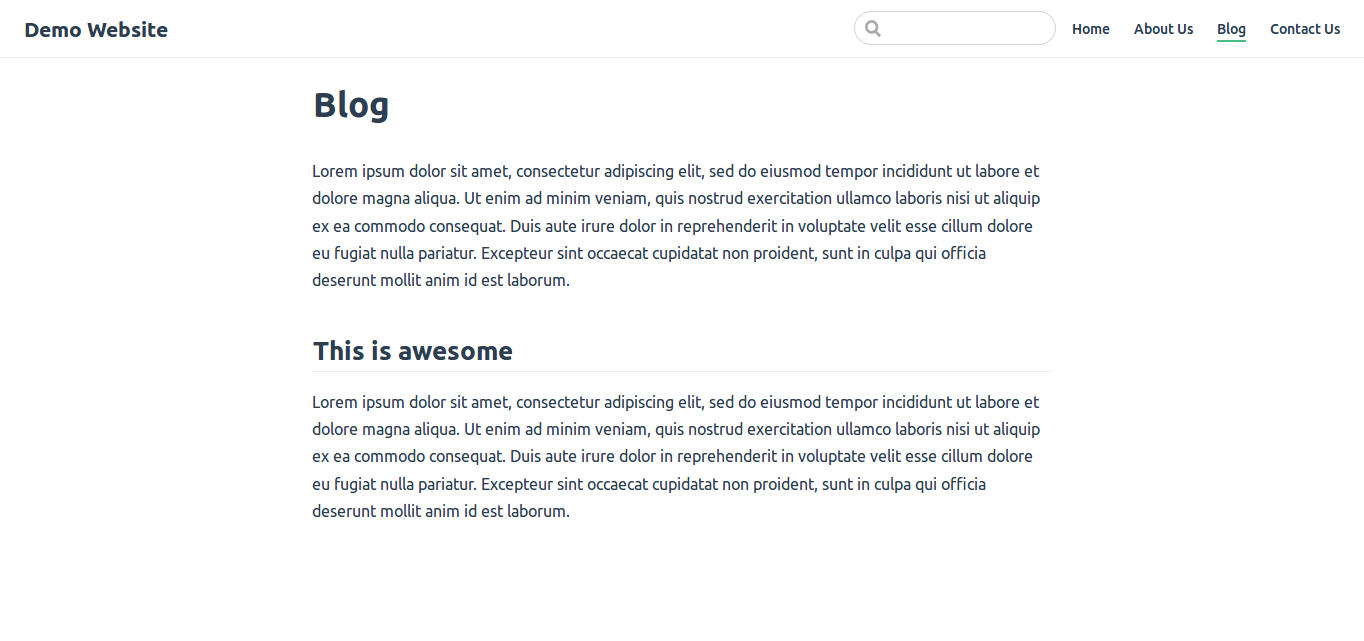 Demo Website
Home
About Us
Blog
Contact Us
Blog
Lorem ipsum dolor sit amet, consectetur adipiscing elit, sed do eiusmod tempor incididunt ut labore et
dolore magna aliqua. Ut enim ad minim veniam, quis nostrud exercitation ullamco laboris nisi ut aliquip
ex ea commodo consequat. Duis aute irure dolor in reprehenderit in voluptate velit esse cillum dolore
eu fugiat nulla pariatur. Excepteur sint occaecat cupidatat non proident, sunt in culpa qui officia
deserunt mollit anim id est laborum.
This is awesome
Lorem ipsum dolor sit amet, consectetur adipiscing elit, sed do eiusmod tempor incididunt ut labore et
dolore magna aliqua. Ut enim ad minim veniam, quis nostrud exercitation ullamco laboris nisi ut aliquip
ex ea commodo consequat. Duis aute irure dolor in reprehenderit in voluptate velit esse cillum dolore
eu fugiat nulla pariatur. Excepteur sint occaecat cupidatat non proident, sunt in culpa qui officia
deserunt mollit anim id est laborum.